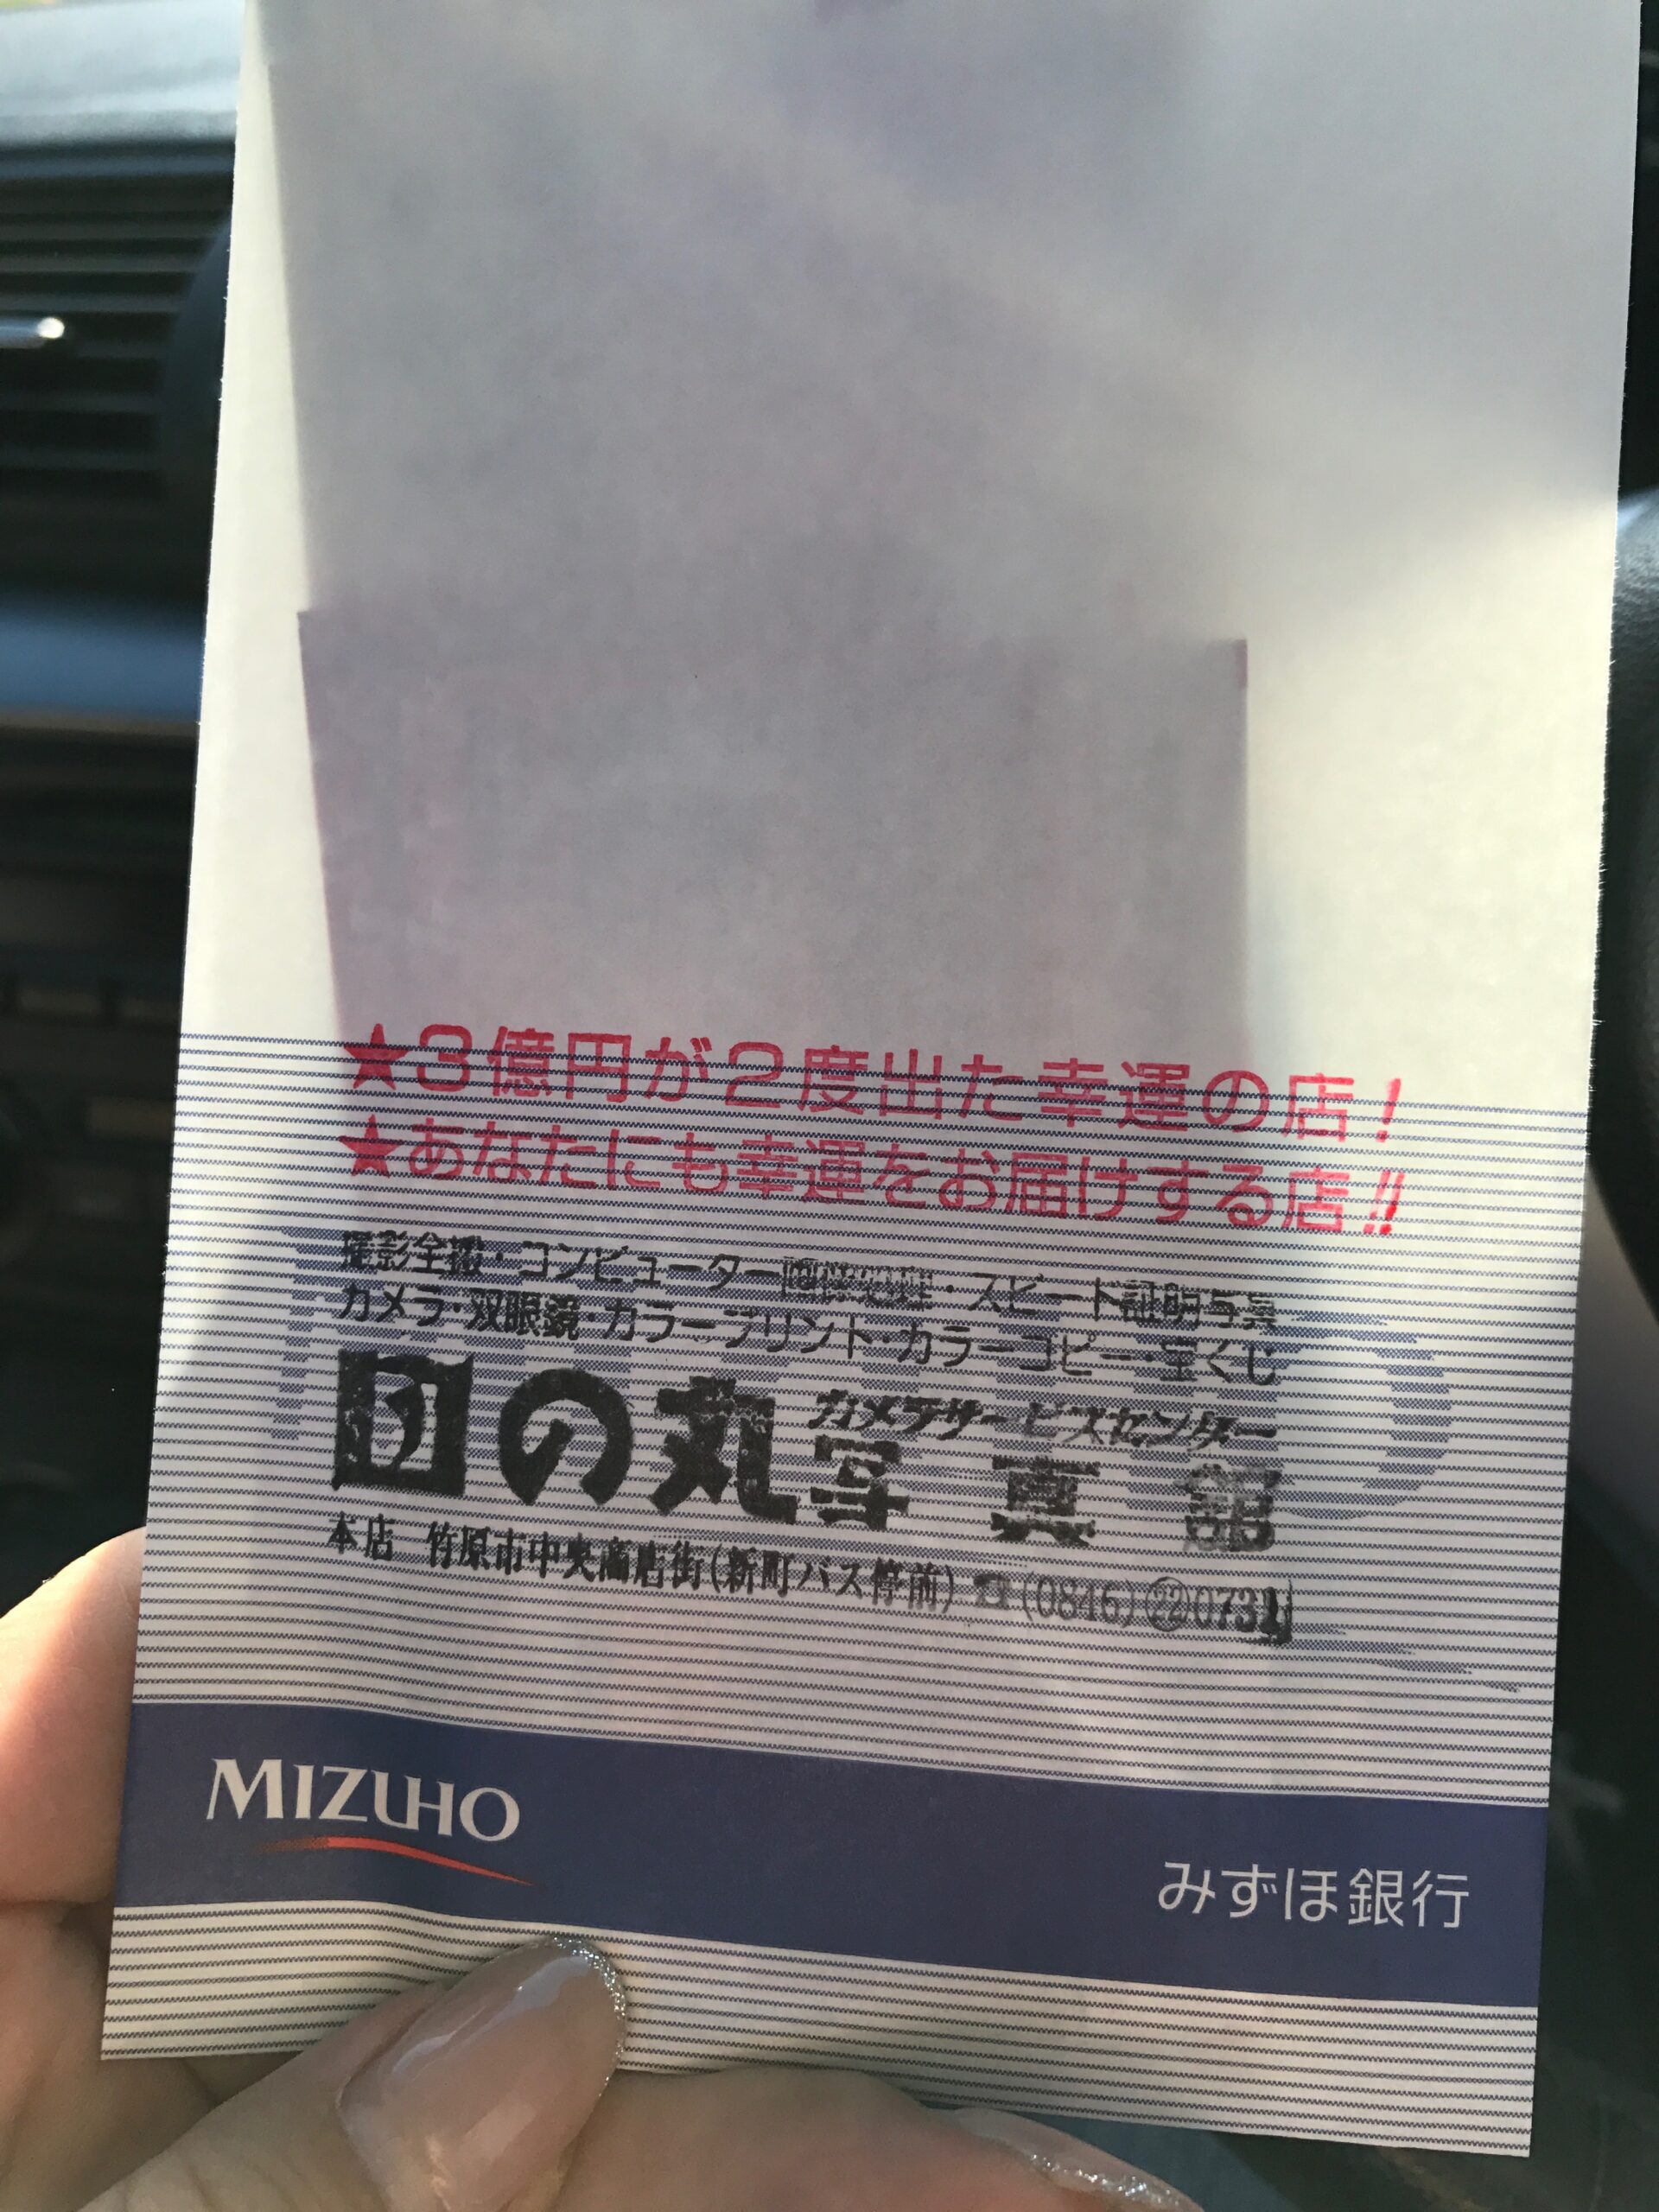 ★3億円が2度出た幸運の店!
★あなたにも幸運をお届けする店!!
撮影全般・コンピューター画像処理・スピード証明写真
カメラ・双眼鏡・カラープリント・カラーコピー・宝くじ
カメラサービスセンター
の丸写真館
本店 竹原市中央商店街(新町バス停前) ☎(0846)㉒0731
MIZUHO
みずほ銀行